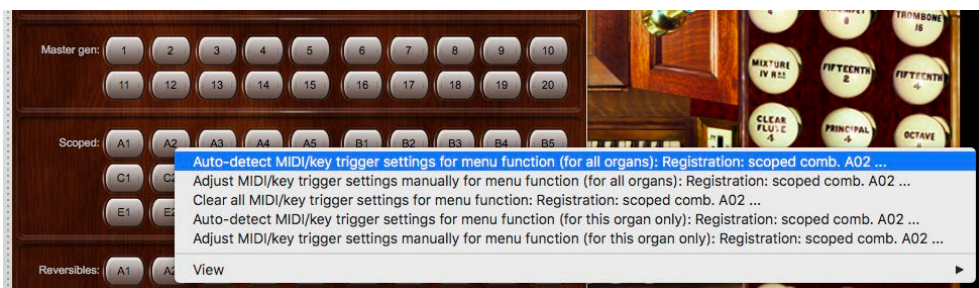 TRUMPET
8
TROMBONE
16
Master gen: 1 2 3 4 5 6 7 8 9 10
11 12 13 14 15 16 17 18 19 20
MIXTURE
IV RKS
FIFTEENTH
2
FIFTEENTH
4
CLEAR
FLUTE
4
PRINCIPAL
4
OCTAVE
4
Scoped: A1 A2 A3 A4 A5 B1 B2 B3 B4 B5
Auto-detect MIDI/key trigger settings for menu function (for all organs): Registration: scoped comb. A02 ...
C1
Adjust MIDI/key trigger settings manually for menu function (for all organs): Registration: scoped comb. A02 ...
Clear all MIDI/key trigger settings for menu function: Registration: scoped comb. A02 ...
E1
Auto-detect MIDI/key trigger settings for menu function (for this organ only): Registration: scoped comb. A02 ...
Adjust MIDI/key trigger settings manually for menu function (for this organ only): Registration: scoped comb. A02 ...
Reversibles: A1
View